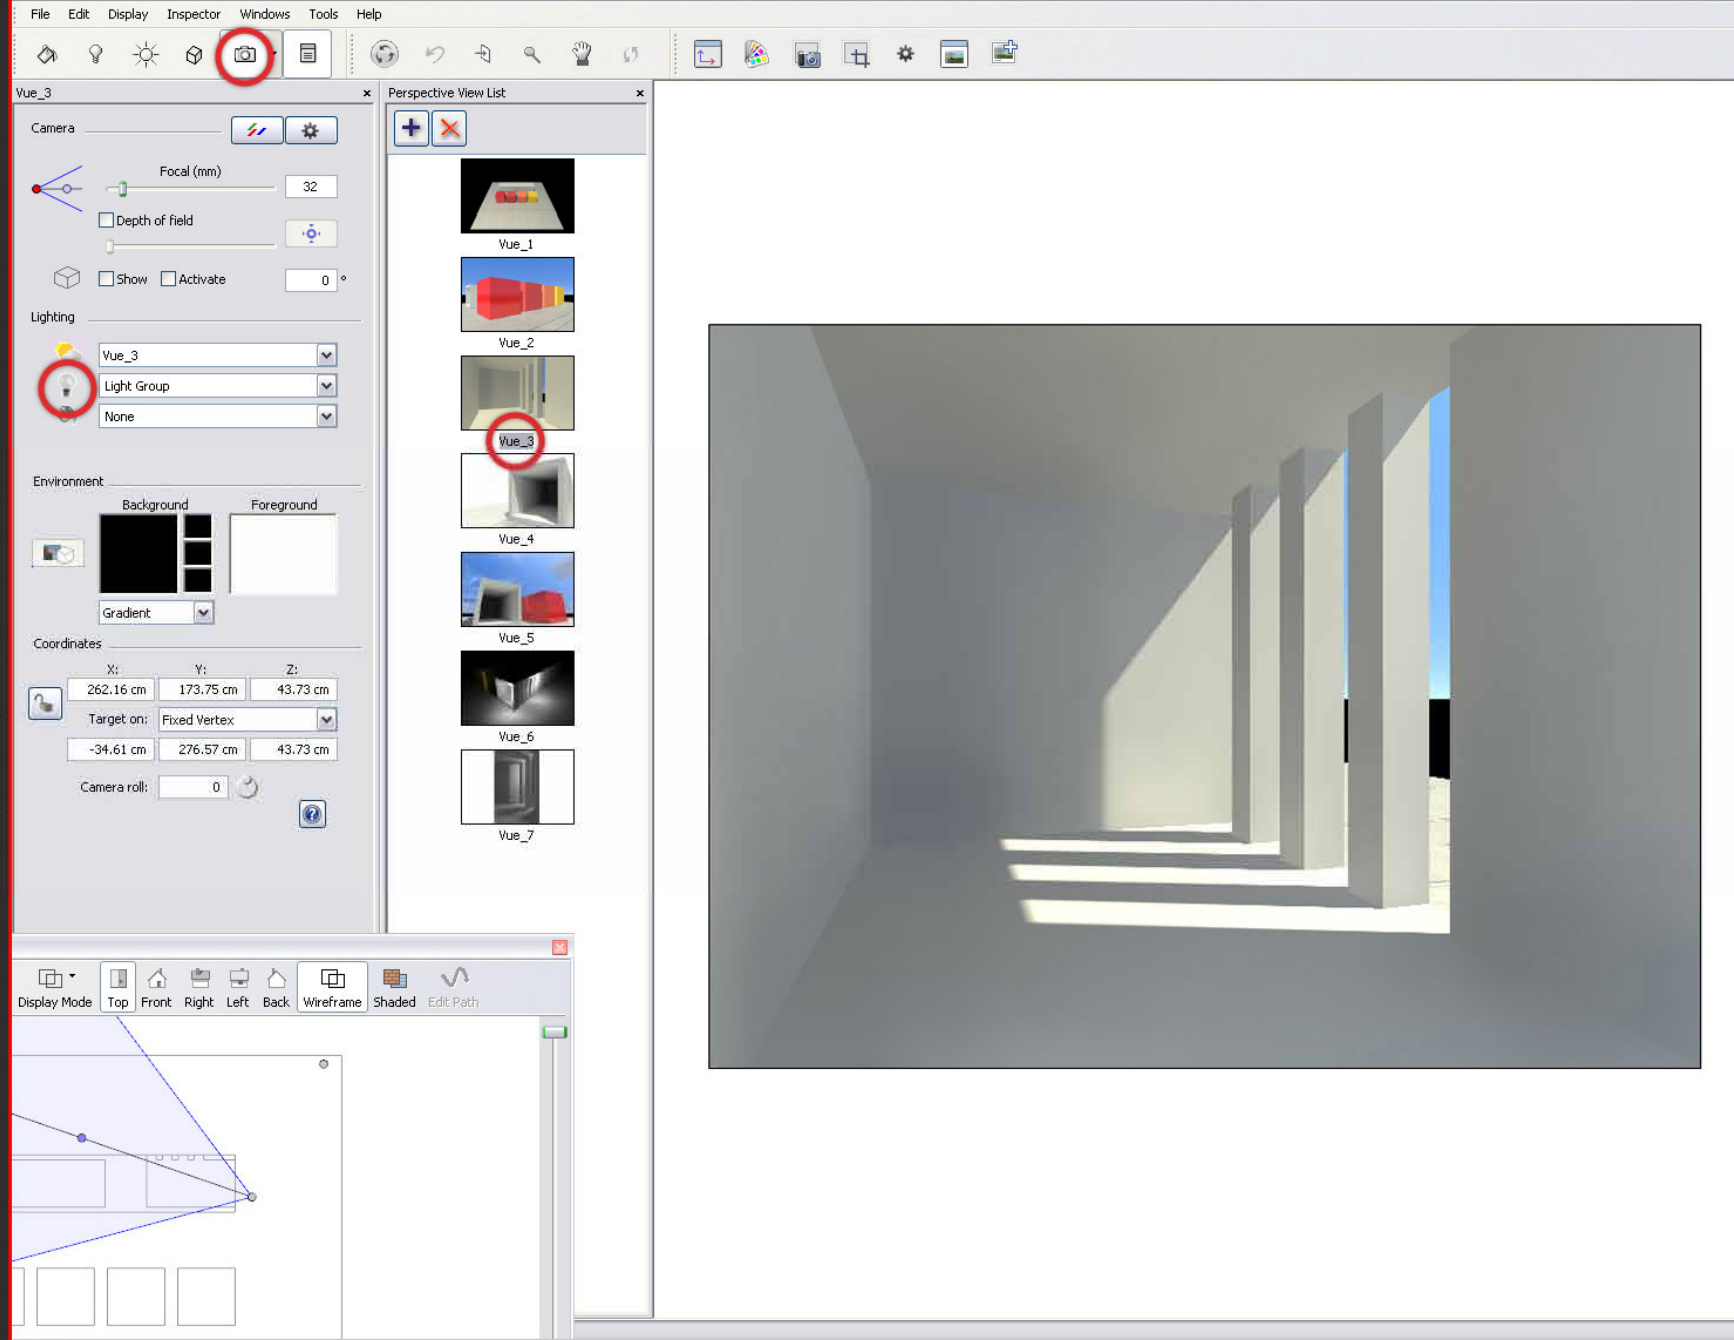 File Edit Display Inspector Windows Tools Help
Vue_3
Camera
Focal (mm)
32
Depth of field
Show Activate 0 °
Lighting
Vue_3
Light Group
None
Environment
Background Foreground
Gradient
Coordinates
X: Y: Z:
262.16 cm 173.75 cm 43.73 cm
Target on: Fixed Vertex
-34.61 cm 276.57 cm 43.73 cm
Camera roll: 0
Perspective View List
Vue_1
Vue_2
Vue_3
Vue_4
Vue_5
Vue_6
Vue_7
Display Mode Top Front Right Left Back Wireframe Shaded Edit Path